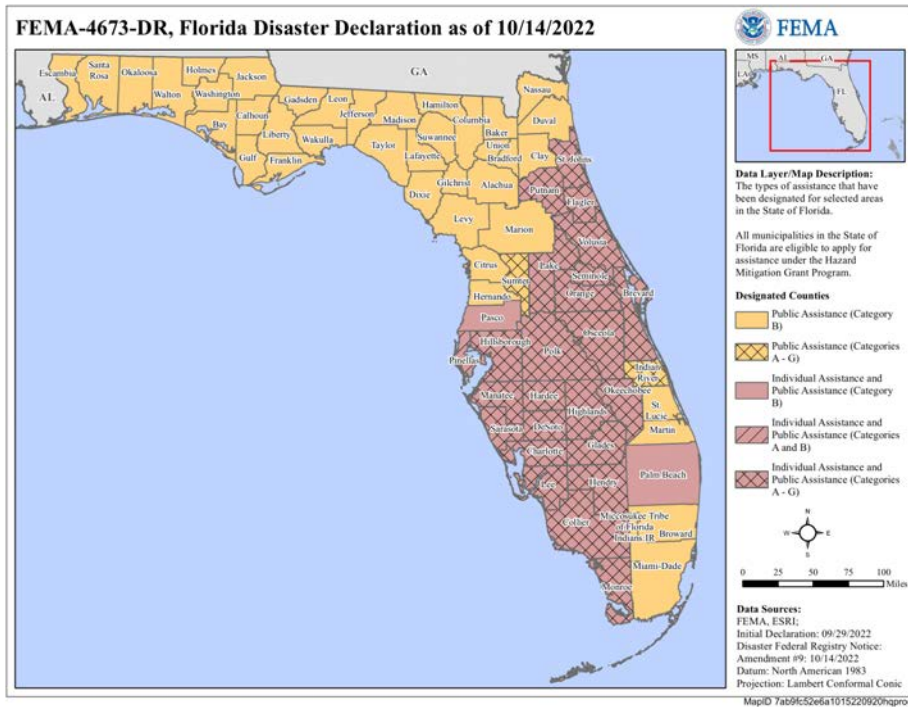 FEMA-4673-DR, Florida Disaster Declaration as of 10/14/2022
FEMA
GA
AL
Escambia
Santa
Rosa
Okaloosa
Walton
Holmes
Washington
Jackson
Bay
Calhoun
Gulf
Liberty
Franklin
Gadsden
Leon
Wakulla
Jefferson
Madison
Taylor
Hamilton
Suwannee
Lafayette
Columbia
Baker
Union
Bradford
Nassau
Duval
Clay
St Johns
Putnam
Flagler
Gilchrist
Alachua
Dixie
Levy
Marion
Volusia
Citrus
Sumter
Lake
Seminole
Hernando
Orange
Brevard
Pasco
Osceola
Hillsborough
Polk
Pinellas
Indian
River
Manatee
Hardee
Okeechobee
Highlands
St
Lucie
Sarasota
DeSoto
Martin
Charlotte
Glades
Lee
Hendry
Palm Beach
Collier
Miccosukee Tribe
of Florida
Indians IR
Broward
Miami-Dade
Monroe
MS
AL
GA
LA
FL
Data Layer/Map Description:
The types of assistance that have
been designated for selected areas
in the State of Florida.
All municipalities in the State of
Florida are eligible to apply for
assistance under the Hazard
Mitigation Grant Program.
Designated Counties
Public Assistance (Category
B)
Public Assistance (Categories
A - G)
Individual Assistance and
Public Assistance (Category
B)
Individual Assistance and
Public Assistance (Categories
A and B)
Individual Assistance and
Public Assistance (Categories
A - G)
N
W E
S
0 25 50 75 100
Miles
Data Sources:
FEMA, ESRI;
Initial Declaration: 09/29/2022
Disaster Federal Registry Notice:
Amendment #9: 10/14/2022
Datum: North American 1983
Projection: Lambert Conformal Conic
MapID 7ab9fc52e6a1015220920hqprod